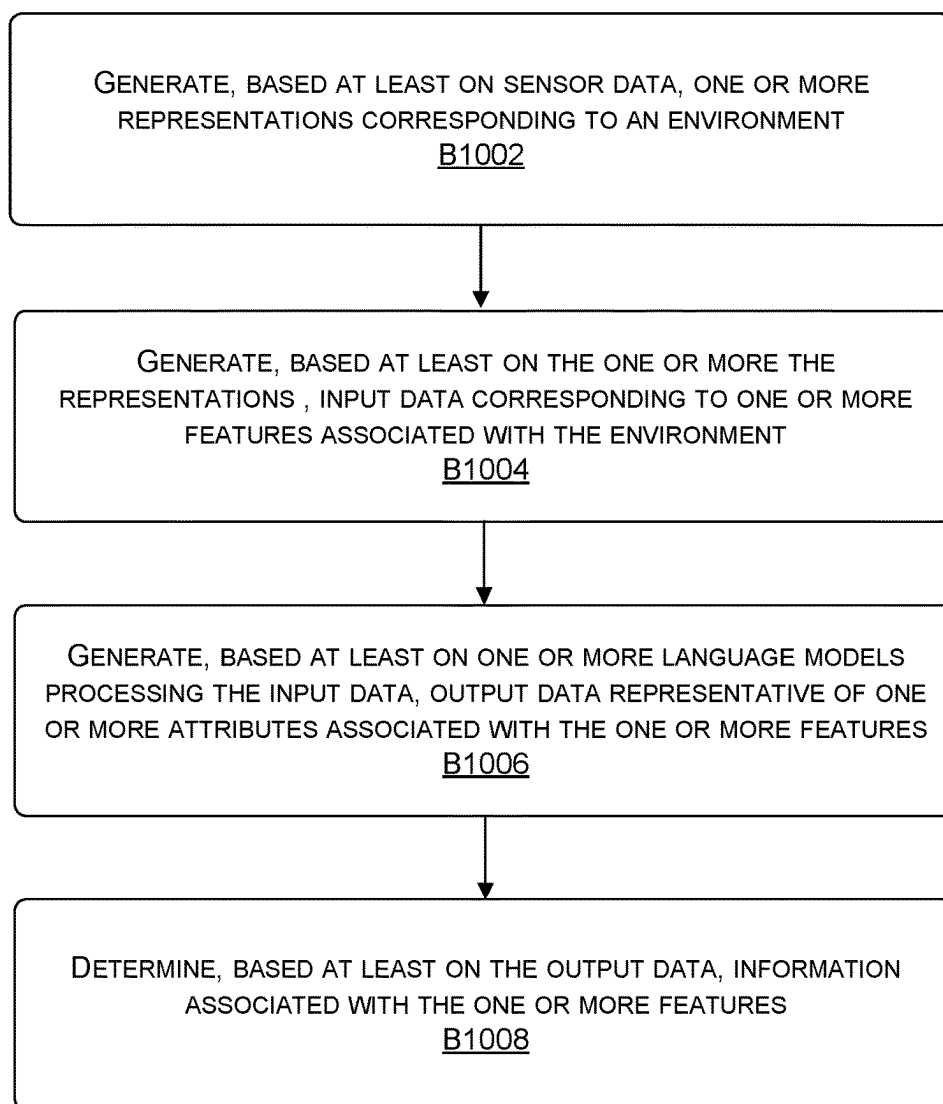 GENERATE, BASED AT LEAST ON SENSOR DATA, ONE OR MORE
REPRESENTATIONS CORRESPONDING TO AN ENVIRONMENT
B1002
GENERATE, BASED AT LEAST ON THE ONE OR MORE THE
REPRESENTATIONS , INPUT DATA CORRESPONDING TO ONE OR MORE
FEATURES ASSOCIATED WITH THE ENVIRONMENT
B1004
GENERATE, BASED AT LEAST ON ONE OR MORE LANGUAGE MODELS
PROCESSING THE INPUT DATA, OUTPUT DATA REPRESENTATIVE OF ONE
OR MORE ATTRIBUTES ASSOCIATED WITH THE ONE OR MORE FEATURES
B1006
DETERMINE, BASED AT LEAST ON THE OUTPUT DATA, INFORMATION
ASSOCIATED WITH THE ONE OR MORE FEATURES
B1008